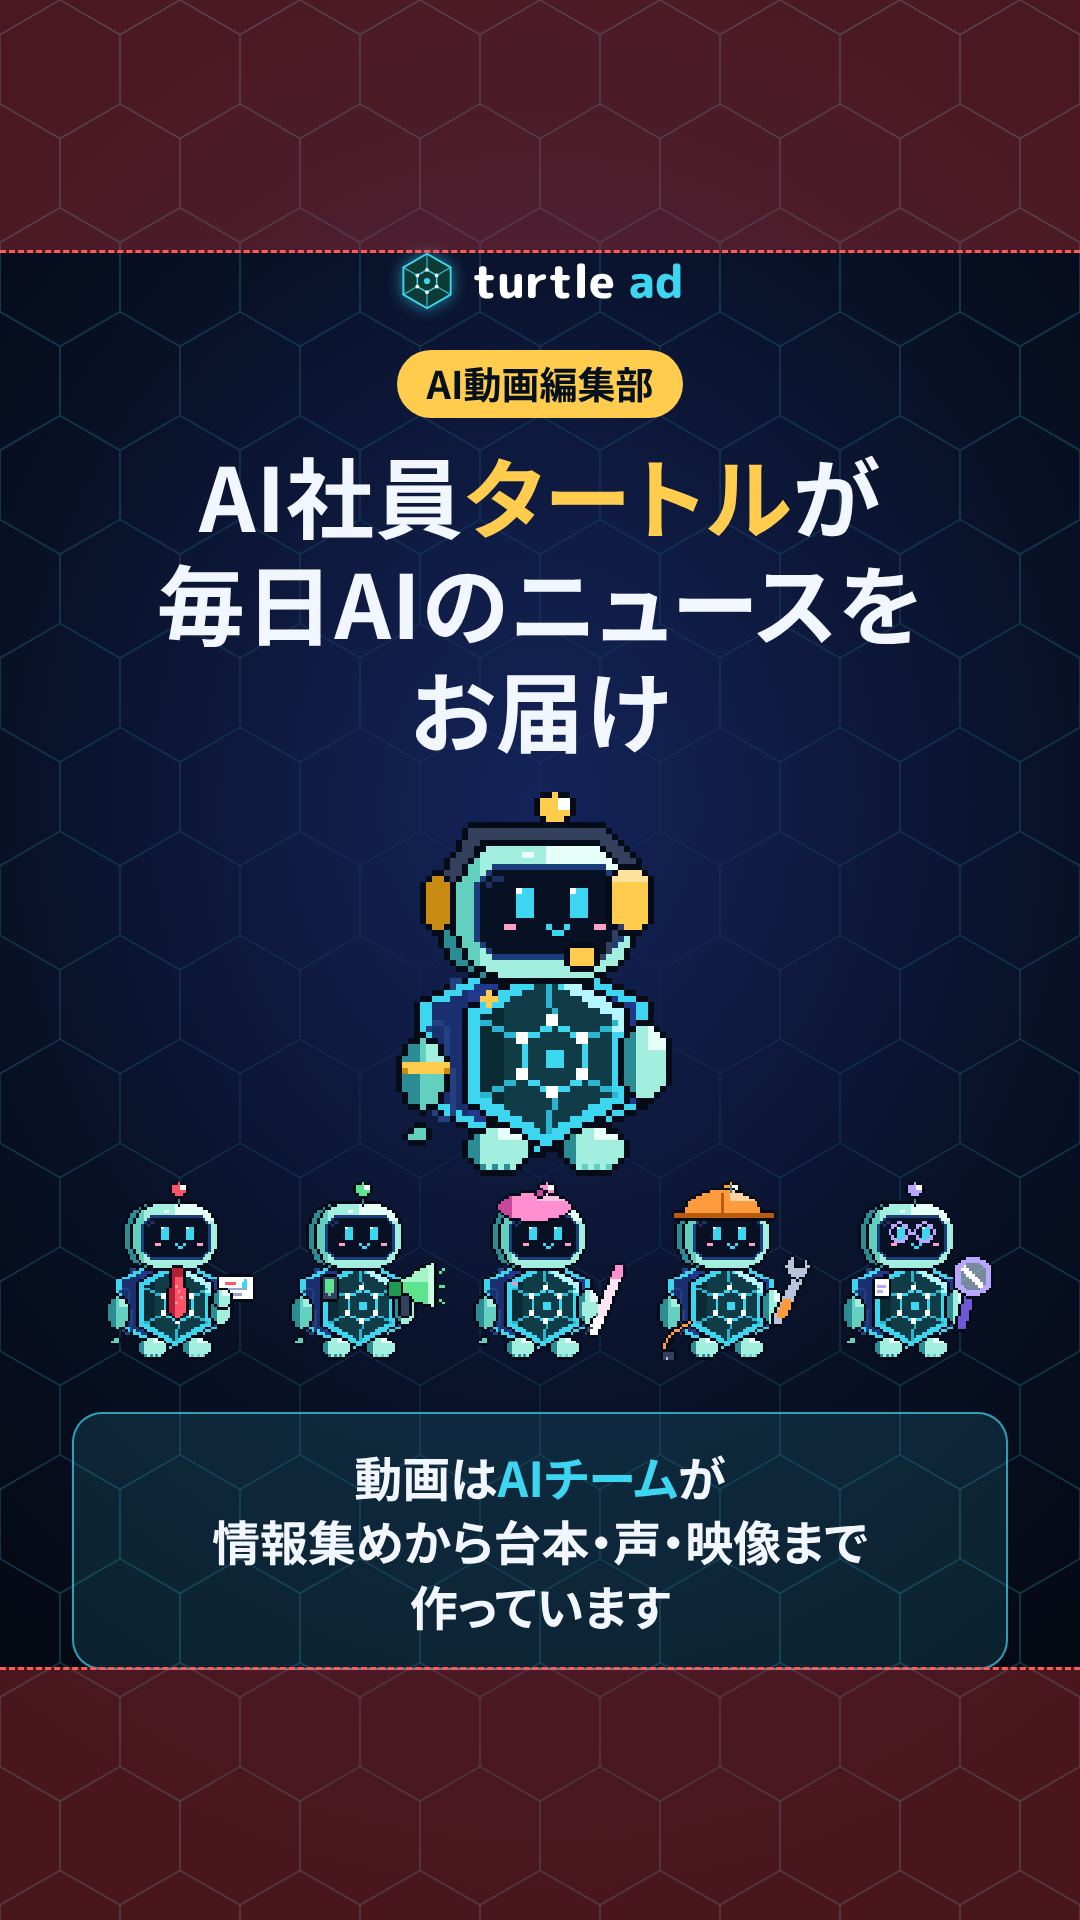 turtle ad
AI動画編集部
AI社員タートルが
毎日AIのニュースを
お届け
動画はAIチームが
情報集めから台本・声・映像まで
作っています